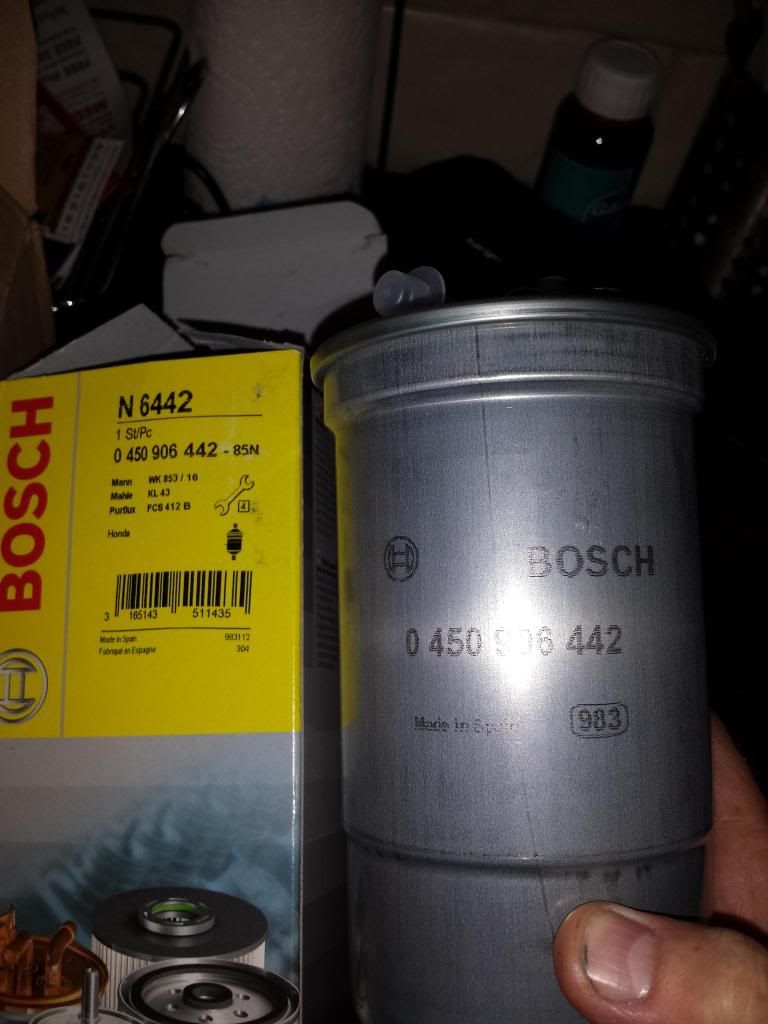 BOSCH
N 6442
1 St/Pc
0 450 906 442 - 85N
Mann WK 853 / 16
Mahle KL 43
Purflux FCS 412 B
4
Honda
3 165143 511435
Made in Spain 983112
Fabriqué en Espagne 304
BOSCH
0 450 906 442
Made in Spain 983